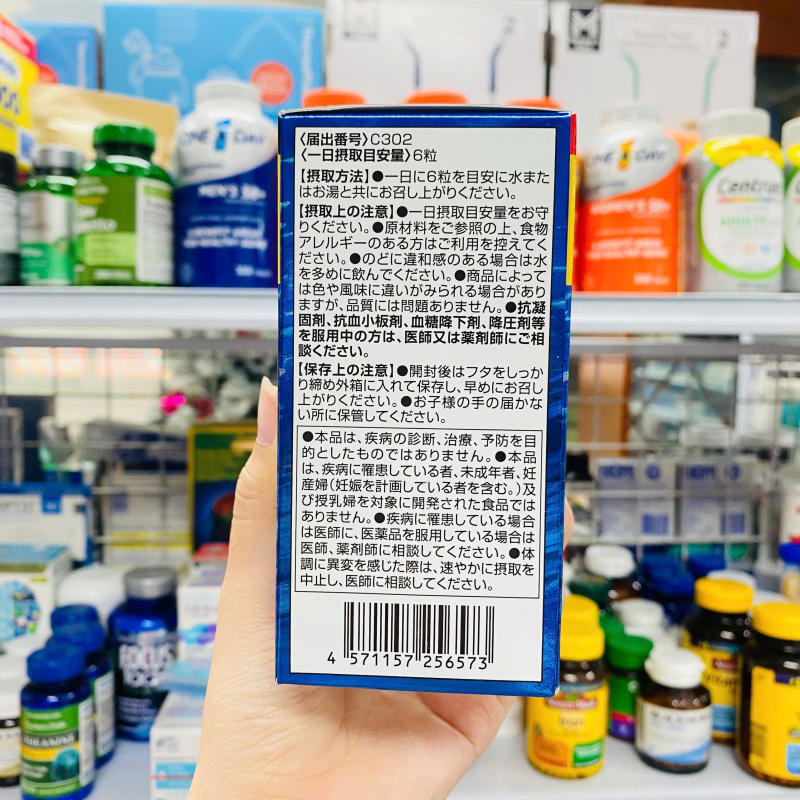 〈届出番号〉C302
〈一日摂取目安量〉6粒
【摂取方法】●一日に6粒を目安に水また
はお湯と共にお召し上がりください。
【摂取上の注意】●一日摂取目安量をお守
りください。●原材料をご参照の上、食物
アレルギーのある方はご利用を控えてく
ださい。●のどに違和感のある場合は水
を多めに飲んでください。●商品によって
は色や風味に違いがみられる場合があり
ますが、品質には問題ありません。●抗凝
固剤、抗血小板剤、血糖降下剤、降圧剤等
を服用中の方は、医師又は薬剤師にご相
談ください。
【保存上の注意】●開封後はフタをしっか
り締め外箱に入れて保存し、早めにお召し
上がりください。●お子様の手の届かな
い所に保管してください。
●本品は、疾病の診断、治療、予防を目
的としたものではありません。●本品
は、疾病に罹患している者、未成年者、妊
産婦(妊娠を計画している者を含む。)及
び授乳婦を対象に開発された食品では
ありません。●疾病に罹患している場合
は医師に、医薬品を服用している場合は
医師、薬剤師に相談してください。●体
調に異変を感じた際は、速やかに摂取を
中止し、医師に相談してください。
4 571157 256573
ONE A DAY
MEN'S 50+
ONE A DAY
WOMEN'S 50+
Centrum
ADULTS
FOCUS
Iron
2
2